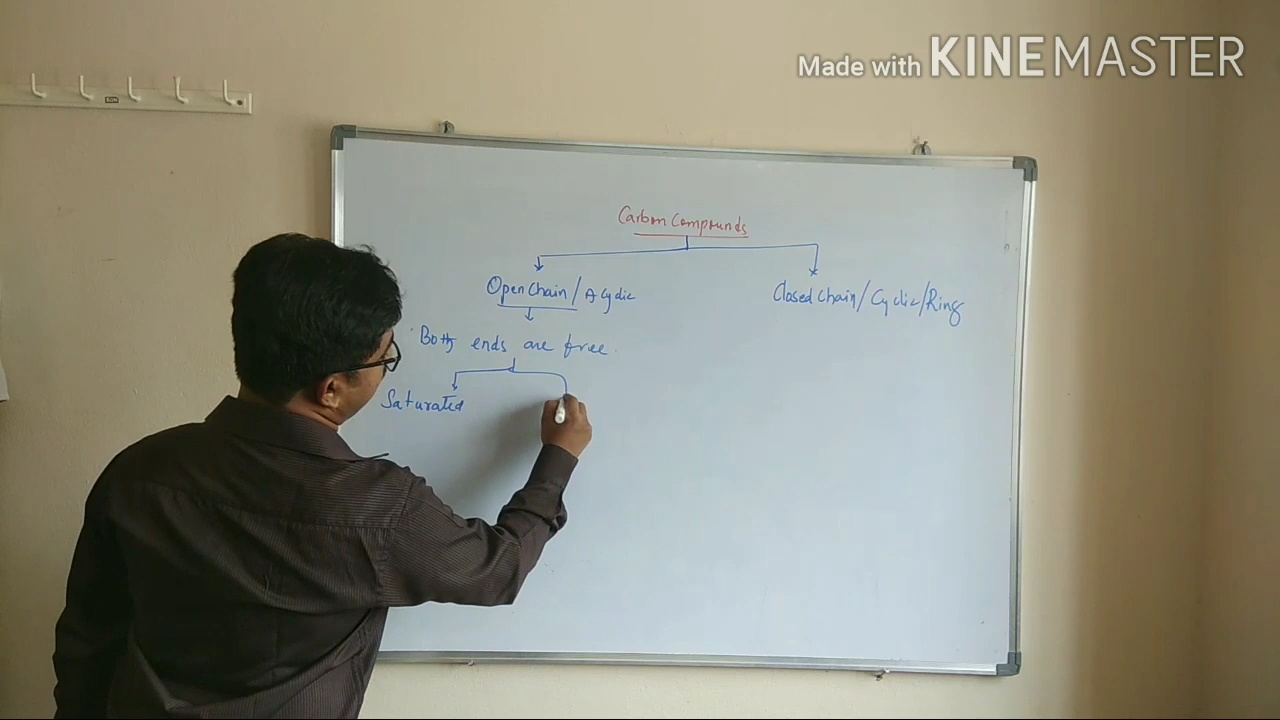 Made with KINEMASTER
Carbon Compounds
Open Chain / Acyclic
Closed Chain / Cyclic / Ring
Both ends are free.
Saturated